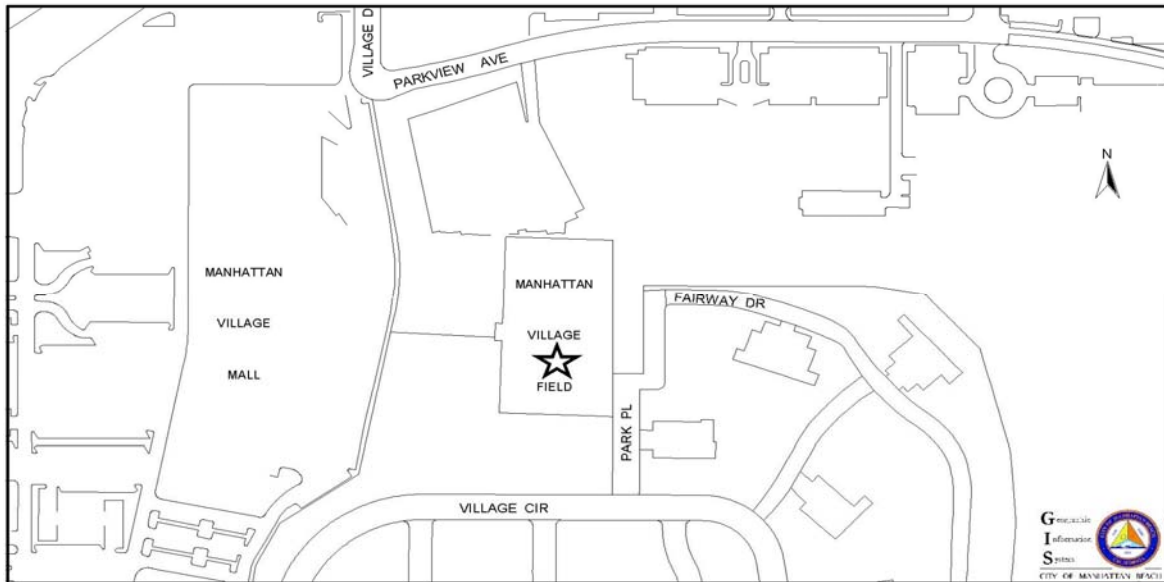 VILLAGE D
PARKVIEW AVE
N
MANHATTAN
VILLAGE
MALL
MANHATTAN
VILLAGE
FIELD
FAIRWAY DR
PARK PL
VILLAGE CIR
Geographic
Information
System
CITY OF MANHATTAN BEACH